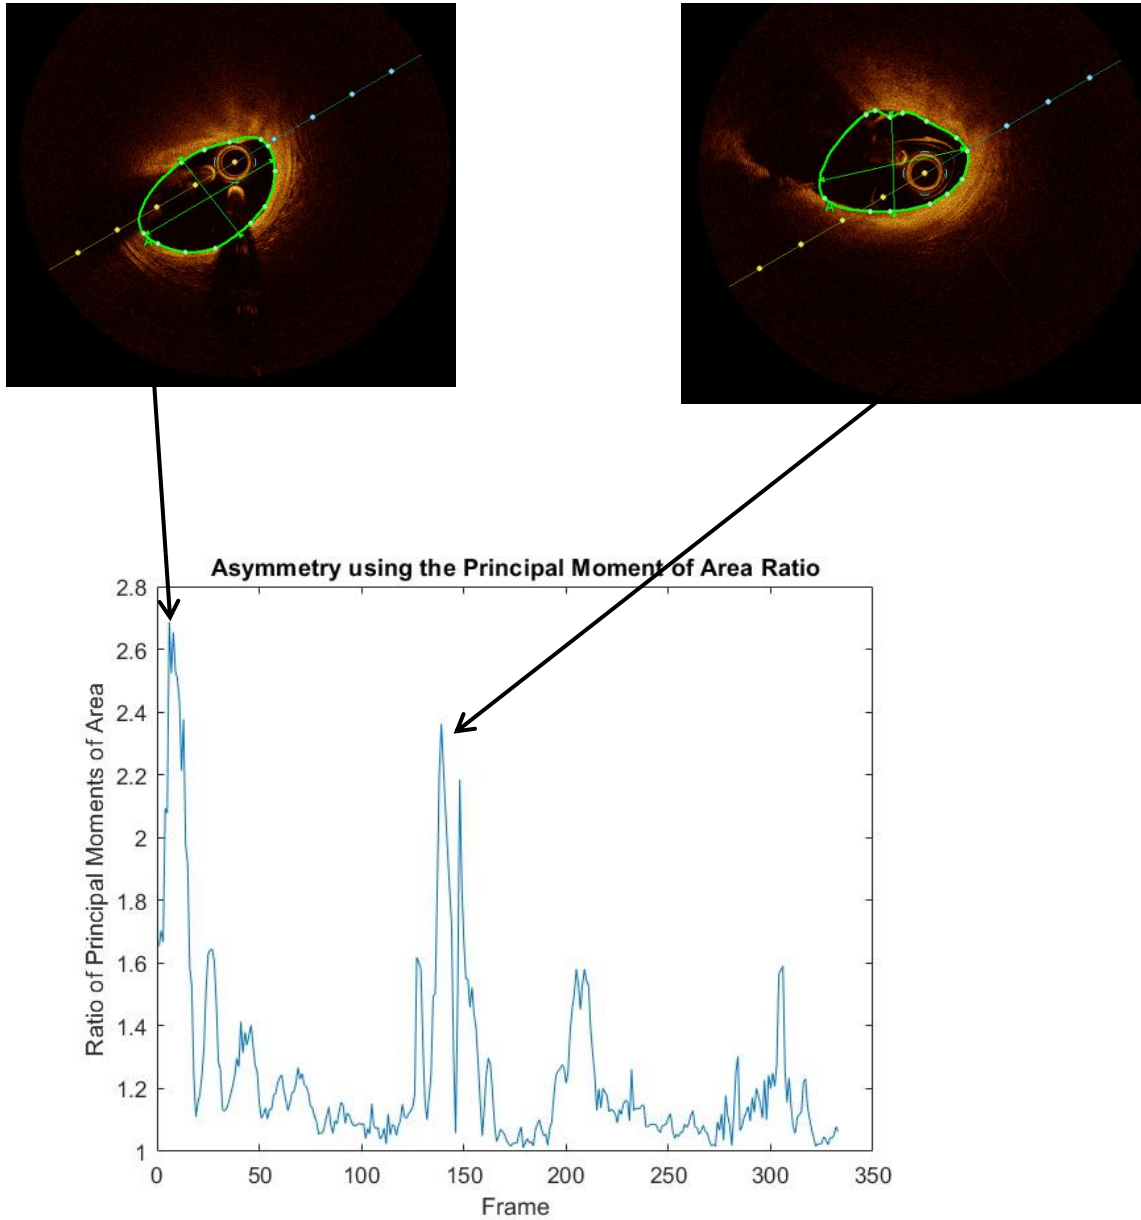 A
A
Asymmetry using the Principal Moment of Area Ratio
Ratio of Principal Moments of Area
2.8
2.6
2.4
2.2
2
1.8
1.6
1.4
1.2
1
0 50 100 150 200 250 300 350
Frame